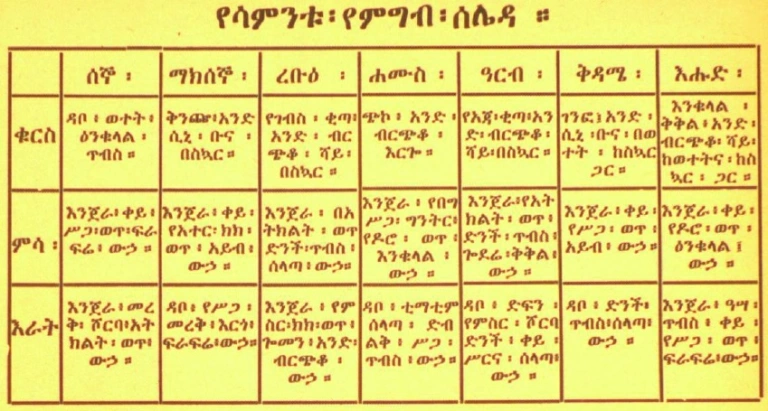 የሳምንቱ፡የምግብ፡ሰሌዳ ።
ሰኞ ፡
ማክሰኞ ፡
ረቡዕ ፡
ሐሙስ ፡
ዓርብ ፡
ቅዳሜ ፡
እሑድ ፡
ቁርስ
ዳቦ ፥ ወተት ፥
ዕንቁላል ፡
ጥብስ ።
ቅንጬ፥አንድ
ሲኒ ፡ ቡና ፡
በስኳር ።
የገብስ ፡ ቂጣ፥
አንድ ፡ ብር
ጭቆ ፡ ሻይ፡
በስኳር ።
ጭኮ ፥ አንድ ፡
ብርጭቆ ፡
እርጎ ።
የአጃ፡ቂጣ፥አን
ድ፡ ብርጭቆ ፡
ሻይ፡በስኳር ።
ገንፎ፤አንድ ፡
ሲኒ ፡ቡና ፡ በወ
ተት ፡ ከስኳር
ጋር ።
እንቁላል ፡
ቅቅል፥ አንድ ፡
ብርጭቆ፡ ሻይ፡
ከወተትና፡ ከስ
ኳር ፡ ጋር ።
ምሳ ፡
እንጀራ፥ ቀይ ፡
ሥጋ፡ወጥ፥ፍራ
ፍሬ ፥ ውኃ ።
እንጀራ፥ ቀይ ፡
የአተር፡ ክክ ፡
ወጥ ፥ አይብ ፥
ውኃ ።
እንጀራ ፥ በአ
ትክልት ፡ ወጥ
ድንች ፡ጥብስ ፥
ሰላጣ ፥ ውኃ።
እንጀራ ፥ የበግ
ሥጋ፡ ግንትር፥
የዶሮ ፡ ወጥ ፡
እንቁላል ፥
ውኃ ።
እንጀራ፥የአት
ክልት ፡ ወጥ ፥
ድንች ፡ ጥብስ ፥
ጐደሬ፡ቅቅል፥
ውኃ ።
እንጀራ፥ ቀይ ፡
የሥጋ ፡ ወጥ ፥
አይብ ፥ ውኃ።
እንጀራ፥ ቀይ ፡
የዶሮ ፡ ወጥ ፡
ዕንቁላል ፤
ውኃ ።
እራት
እንጀራ፥ መረ
ቅ፥ ሾርባ፥አት
ክልት ፡ ወጥ፥
ውኃ ።
ዳቦ፥ የሥጋ ፡
መረቅ ፥ እርጎ፥
ፍራፍሬ፥ውኃ።
እንጀራ ፥ የም
ስር፡ክክ፡ወጥ፥
ጐመን ፥ አንድ፡
ብርጭቆ ፡
ውኃ ።
ዳቦ ፥ ቲማቲም
ሰላጣ ፡ ድብ
ልቅ ፥ ሥጋ ፡
ጥብስ ፥ ውኃ።
ዳቦ ፥ ድፍን ፡
የምስር ፡ ሾርባ
ድንች ፥ ቀይ ፡
ሥርና ፡ ሰላጣ፥
ውኃ ።
ዳቦ ፥ ድንች፥
ጥብስ፥ሰላጣ፥
ውኃ ።
እንጀራ ፥ ዓሣ፡
ጥብስ ፥ ቀይ ፡
የሥጋ ፡ ወጥ ፥
ፍራፍሬ፥ውኃ።